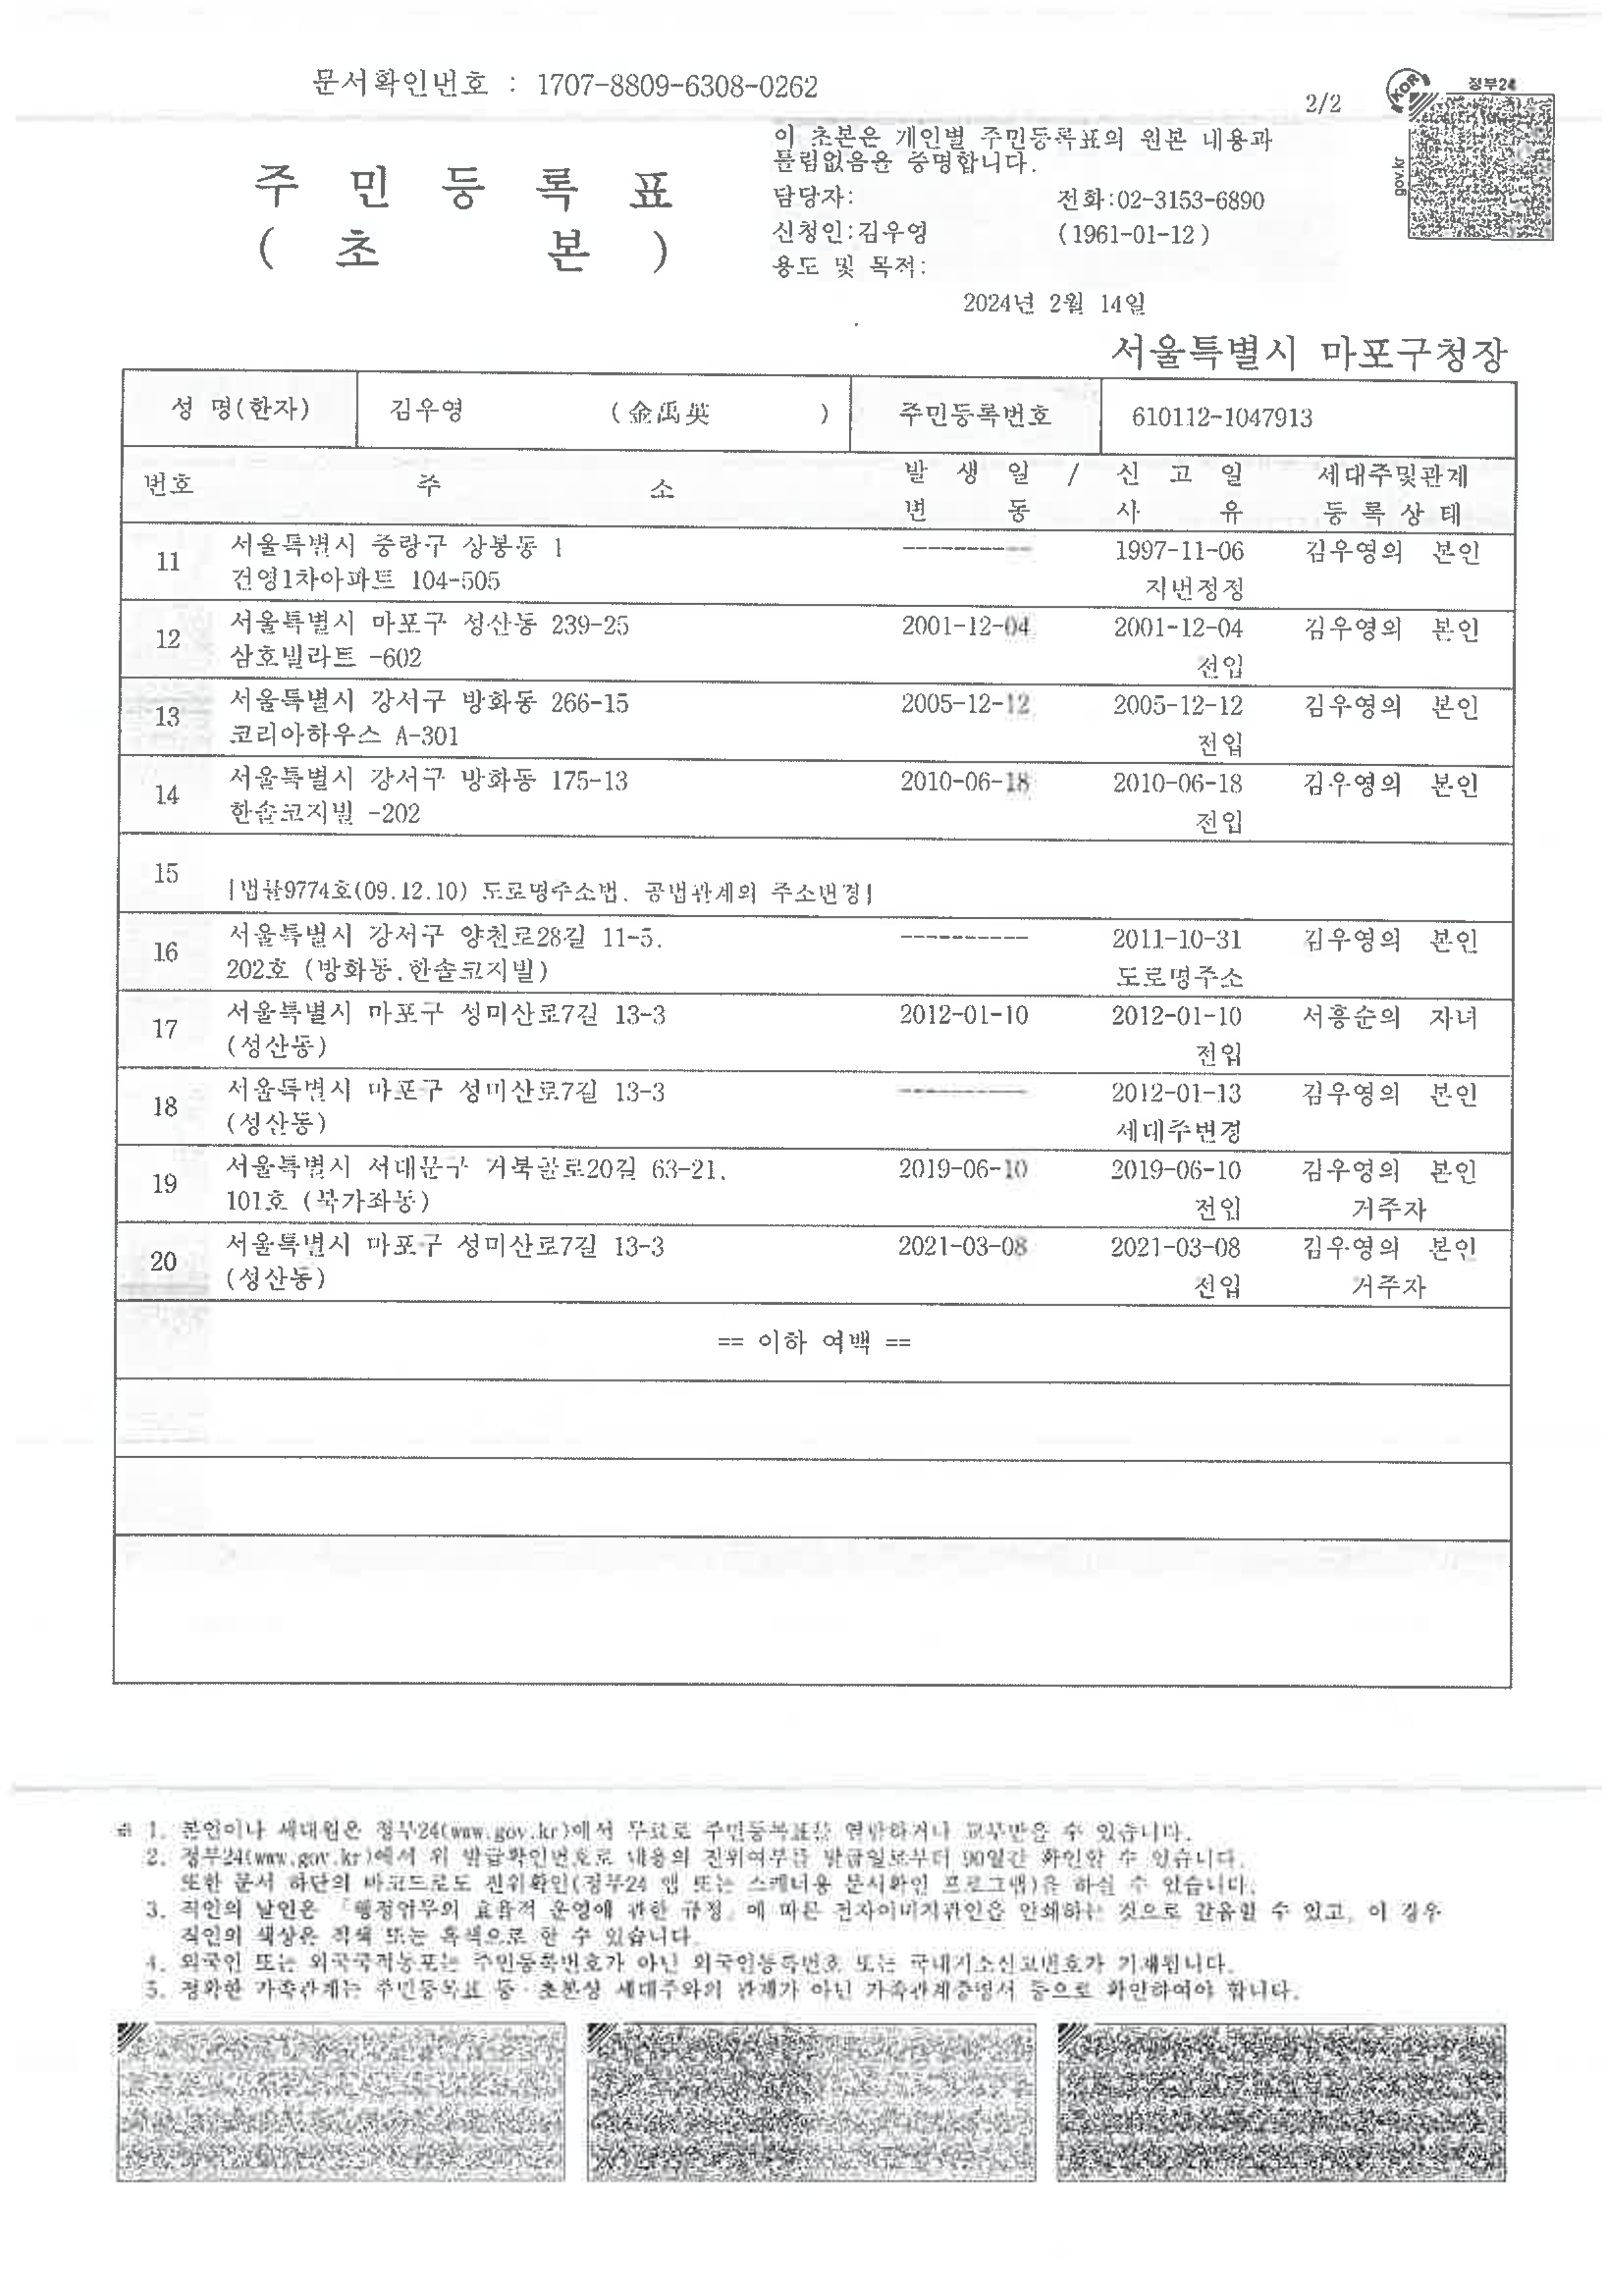 문서확인번호 : 1707-8809-6308-0262
2/2
KOR
정부24
gov.kr
이 초본은 개인별 주민등록표의 원본 내용과
틀림없음을 증명합니다.
주 민 등 록 표
( 초 본 )
담당자: 전화:02-3153-6890
신청인:김우영 (1961-01-12)
용도 및 목적:
2024년 2월 14일
서울특별시 마포구청장
성 명(한자) 김우영 (金禹英 ) 주민등록번호 610112-1047913
번호 주 소 발 생 일 / 신 고 일 세대주및관계
변 동 사 유 등 록 상 태
11 서울특별시 중랑구 상봉동 1 ---------- 1997-11-06 김우영의 본인
건영1차아파트 104-505 지번정정
12 서울특별시 마포구 성산동 239-25 2001-12-04 2001-12-04 김우영의 본인
삼호빌라트 -602 전입
13 서울특별시 강서구 방화동 266-15 2005-12-12 2005-12-12 김우영의 본인
코리아하우스 A-301 전입
14 서울특별시 강서구 방화동 175-13 2010-06-18 2010-06-18 김우영의 본인
한솔코지빌 -202 전입
15
[법률9774호(09.12.10) 도로명주소법. 공법관계의 주소변경]
16 서울특별시 강서구 양천로28길 11-5. ---------- 2011-10-31 김우영의 본인
202호 (방화동.한솔코지빌) 도로명주소
17 서울특별시 마포구 성미산로7길 13-3 2012-01-10 2012-01-10 서흥순의 자녀
(성산동) 전입
18 서울특별시 마포구 성미산로7길 13-3 ---------- 2012-01-13 김우영의 본인
(성산동) 세대주변경
19 서울특별시 서대문구 거북골로20길 63-21. 2019-06-10 2019-06-10 김우영의 본인
101호 (북가좌동) 전입 거주자
20 서울특별시 마포구 성미산로7길 13-3 2021-03-08 2021-03-08 김우영의 본인
(성산동) 전입 거주자
== 이하 여백 ==
※ 1. 본인이나 세대원은 정부24(www.gov.kr)에서 무료로 주민등록표를 열람하거나 교부받을 수 있습니다.
2. 정부24(www.gov.kr)에서 위 발급확인번호로 내용의 진위여부를 발급일로부터 90일간 확인할 수 있습니다.
또한 문서 하단의 바코드로도 진위확인(정부24 앱 또는 스캐너용 문서확인 프로그램)을 하실 수 있습니다.
3. 직인의 날인은 「행정업무의 효율적 운영에 관한 규정」에 따른 전자이미지관인을 인쇄하는 것으로 갈음할 수 있고, 이 경우
직인의 색상은 적색 또는 흑색으로 할 수 있습니다.
4. 외국인 또는 외국국적동포는 주민등록번호가 아닌 외국인등록번호 또는 국내거소신고번호가 기재됩니다.
5. 정확한 가족관계는 주민등록표 등·초본상 세대주와의 관계가 아닌 가족관계증명서 등으로 확인하여야 합니다.